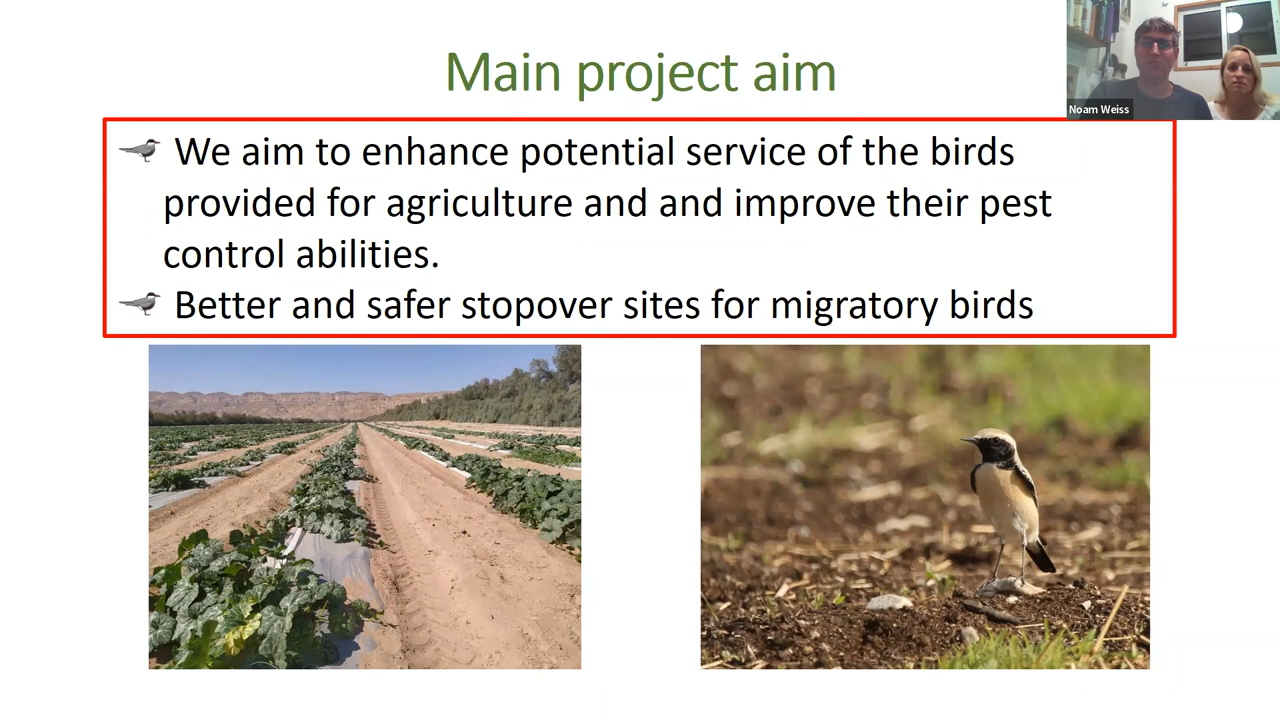 Main project aim
Noam Weiss
We aim to enhance potential service of the birds
provided for agriculture and and improve their pest
control abilities.
Better and safer stopover sites for migratory birds